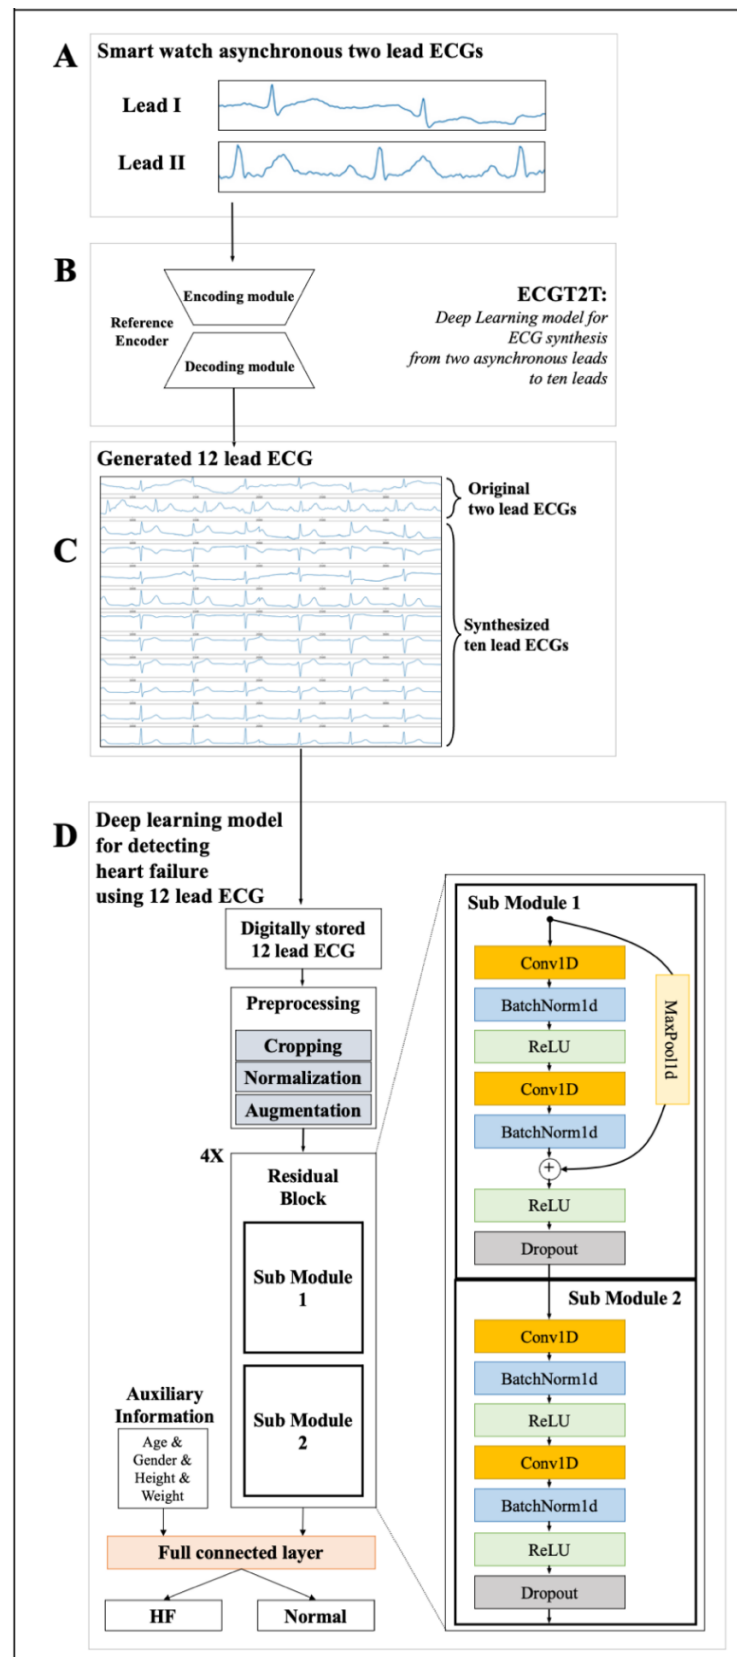 A
Smart watch asynchronous two lead ECGs
Lead I
Lead II
B
Encoding module
Reference
Encoder
Decoding module
ECGT2T:
Deep Learning model for
ECG synthesis
from two asynchronous leads
to ten leads
C
Generated 12 lead ECG
Original
two lead ECGs
Synthesized
ten lead ECGs
D
Deep learning model
for detecting
heart failure
using 12 lead ECG
Digitally stored
12 lead ECG
Preprocessing
Cropping
Normalization
Augmentation
4X
Residual
Block
Sub Module
1
Sub Module
2
Auxiliary
Information
Age &
Gender &
Height &
Weight
Full connected layer
HF
Normal
Sub Module 1
Conv1D
BatchNorm1d
ReLU
Conv1D
BatchNorm1d
MaxPool1d
+
ReLU
Dropout
Sub Module 2
Conv1D
BatchNorm1d
ReLU
Conv1D
BatchNorm1d
ReLU
Dropout